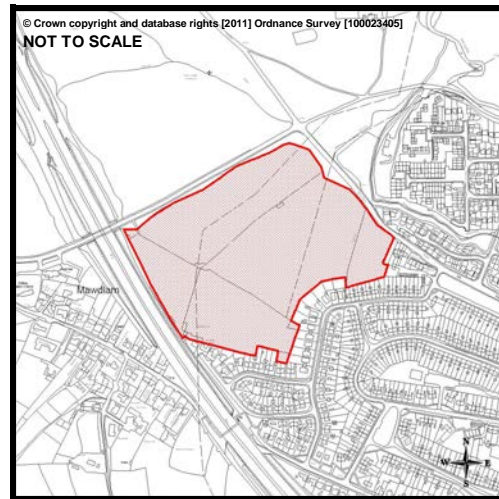 © Crown copyright and database rights [2011] Ordnance Survey [100023405]
NOT TO SCALE
Mawdlam
N
W E
S